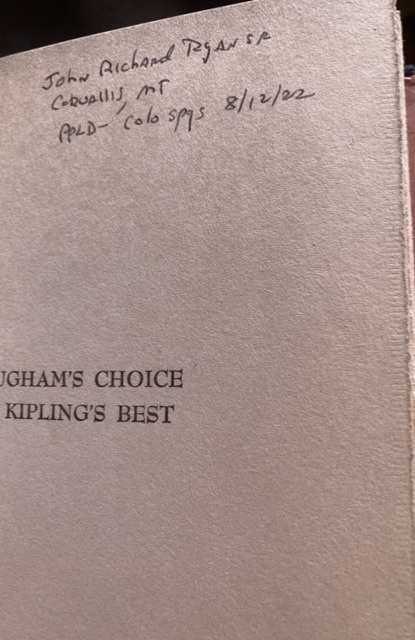 John Richard Ryan SR
Corvallis, MT
PPLD- Colo spgs 8/12/22
UGHAM'S CHOICE
KIPLING'S BEST